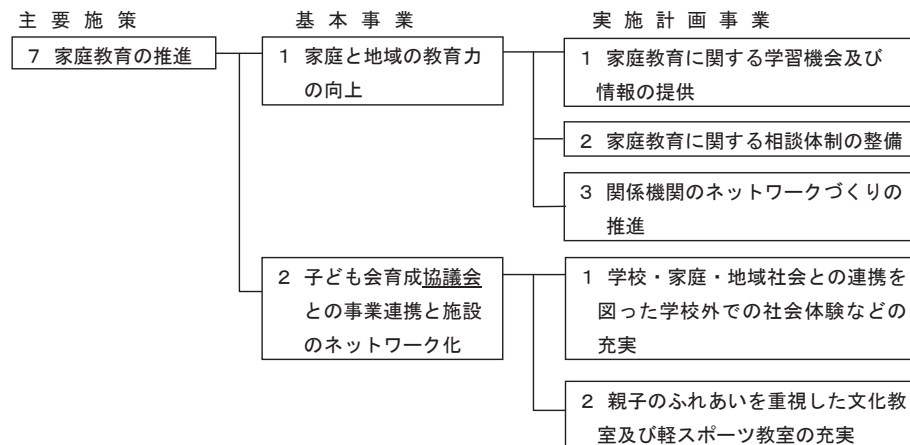 主要施策
基本事業
実施計画事業
7 家庭教育の推進
1 家庭と地域の教育力
の向上
1 家庭教育に関する学習機会及び
情報の提供
2 家庭教育に関する相談体制の整備
3 関係機関のネットワークづくりの
推進
2 子ども会育成協議会
との事業連携と施設
のネットワーク化
1 学校・家庭・地域社会との連携を
図った学校外での社会体験などの
充実
2 親子のふれあいを重視した文化教
室及び軽スポーツ教室の充実